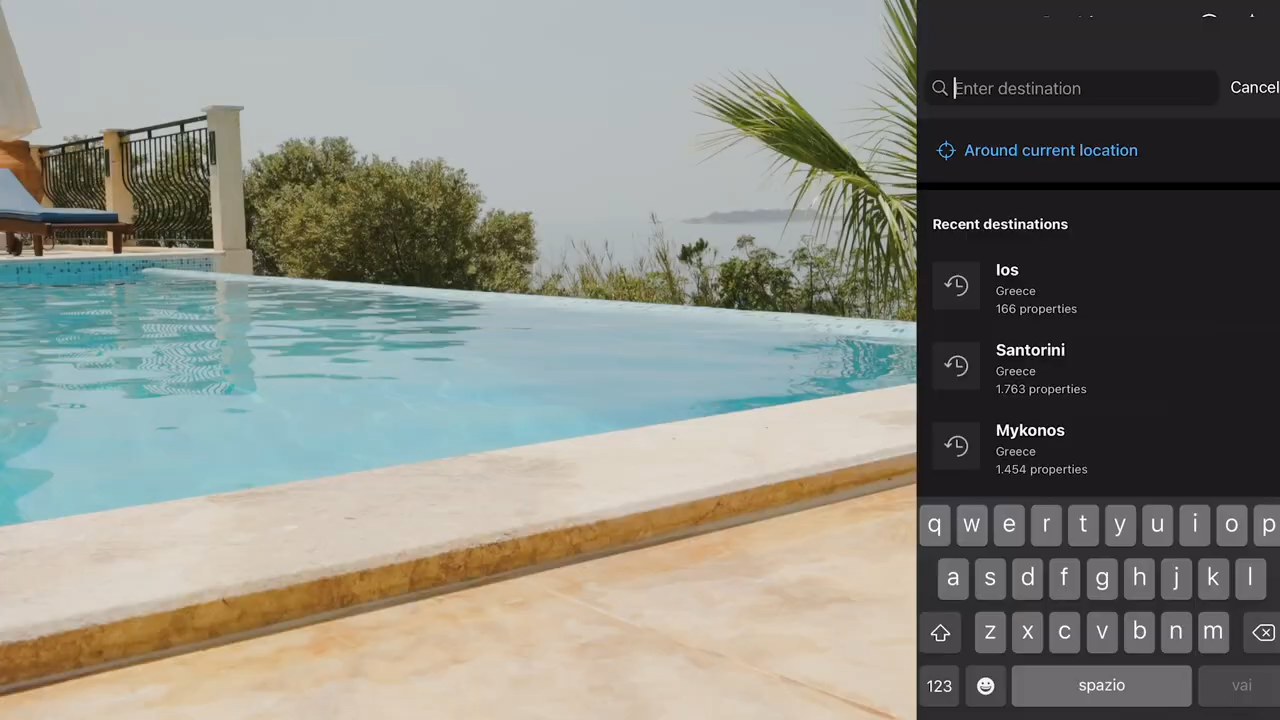 Enter destination
Cancel
Around current location
Recent destinations
Ios
Greece
166 properties
Santorini
Greece
1.763 properties
Mykonos
Greece
1.454 properties
q w e r t y u i o p
a s d f g h j k l
z x c v b n m
123 spazio vai